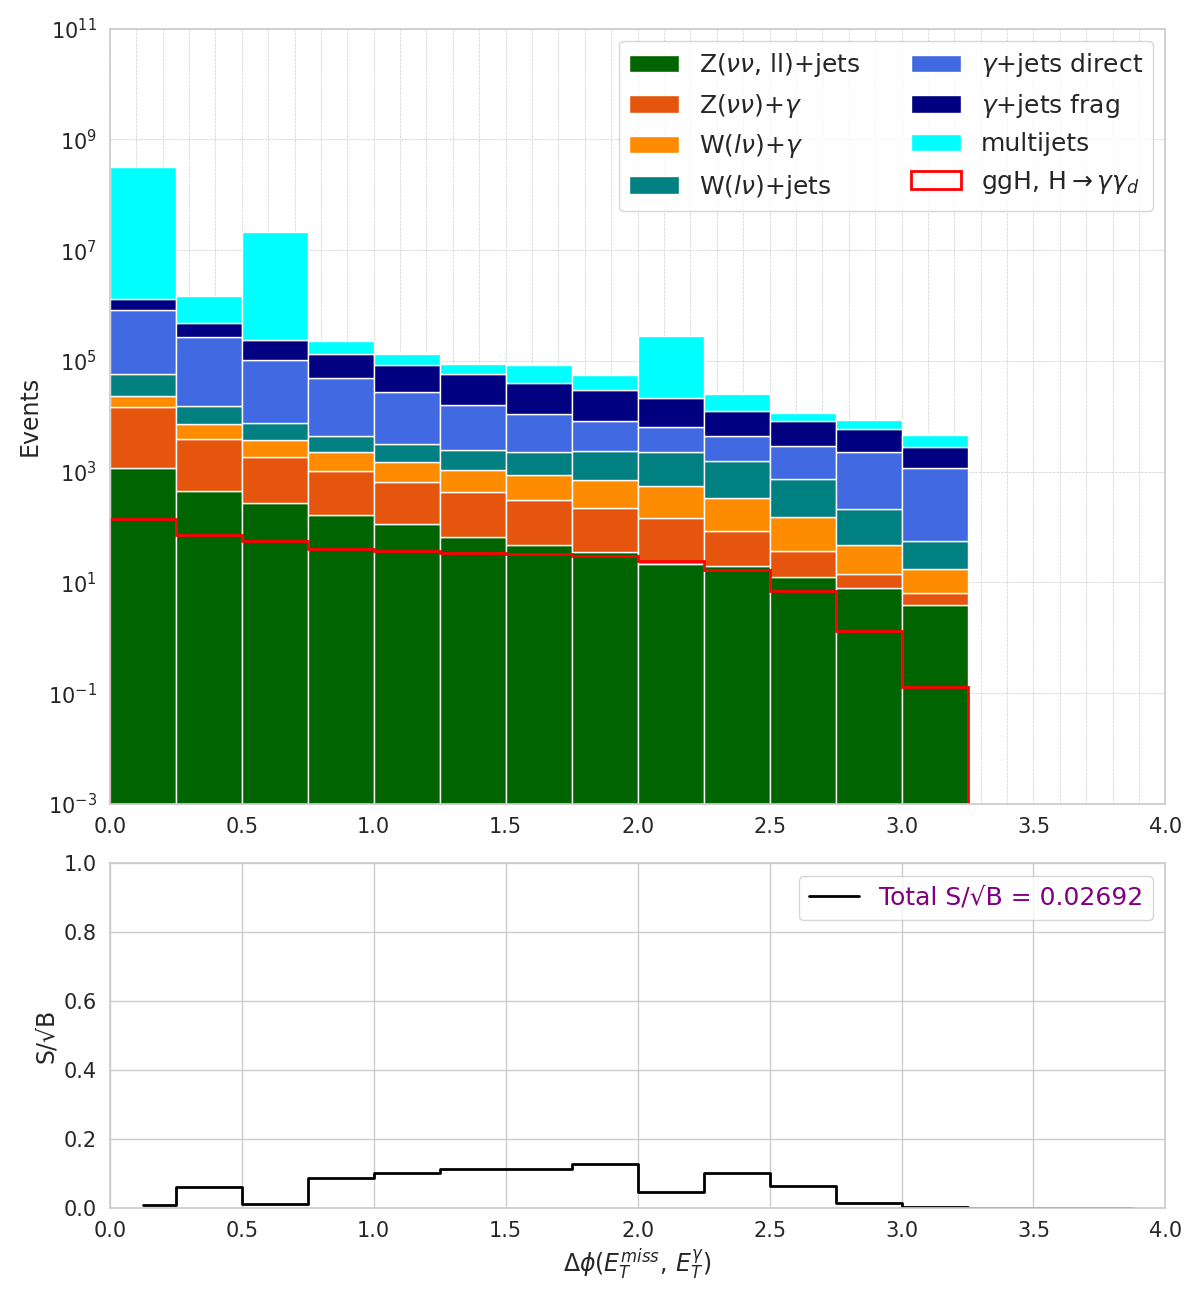 10^11
10^9
10^7
10^5
10^3
10^1
10^−1
10^−3
Events
Z(νν, ll)+jets
Z(νν)+γ
W(lν)+γ
W(lν)+jets
γ+jets direct
γ+jets frag
multijets
ggH, H→γγ_d
0.0 0.5 1.0 1.5 2.0 2.5 3.0 3.5 4.0
1.0
0.8
0.6
0.4
0.2
0.0
S/√B
Total S/√B = 0.02692
0.0 0.5 1.0 1.5 2.0 2.5 3.0 3.5 4.0
Δϕ(E_T^miss, E_T^γ)